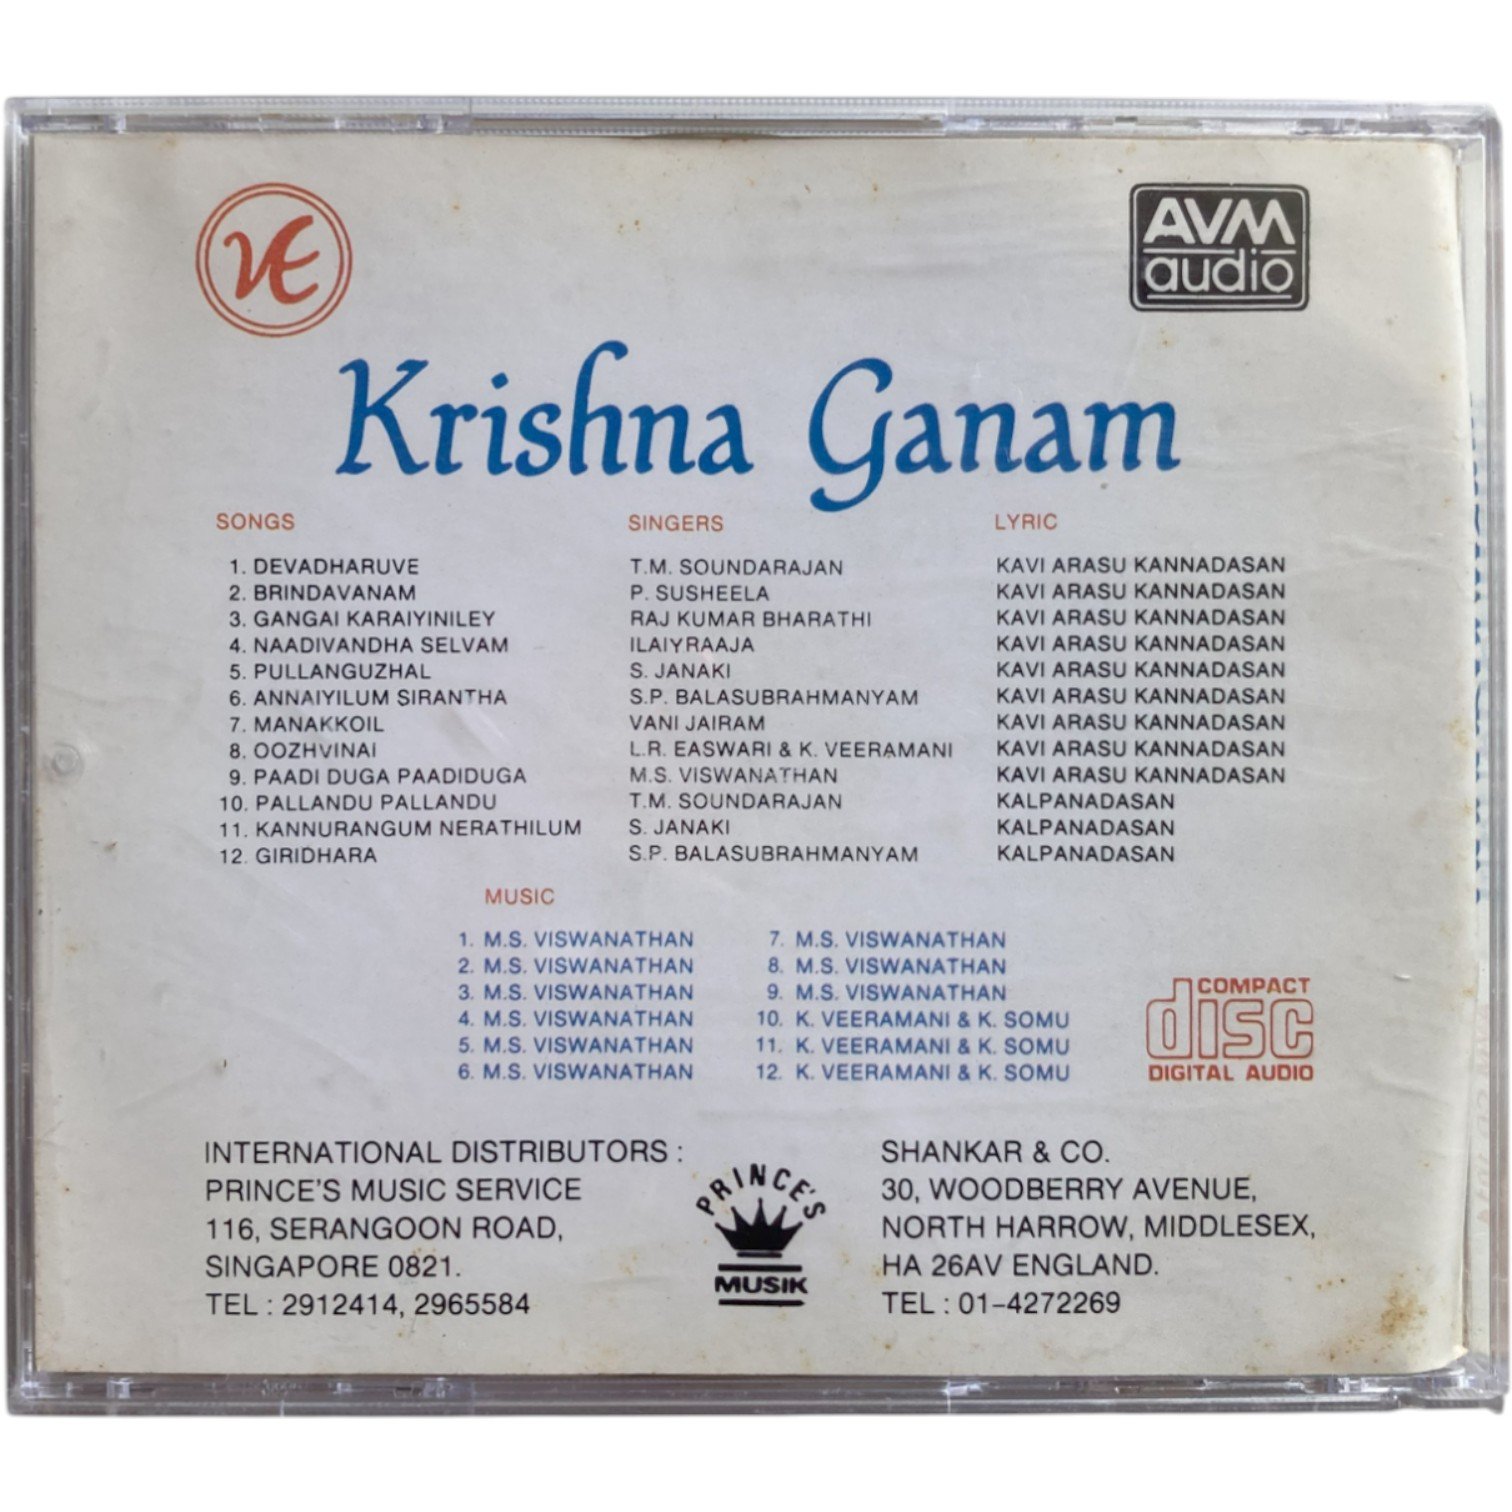 VE
AVM
audio
Krishna Ganam
SONGS SINGERS LYRIC
1. DEVADHARUVE T.M. SOUNDARAJAN KAVI ARASU KANNADASAN
2. BRINDAVANAM P. SUSHEELA KAVI ARASU KANNADASAN
3. GANGAI KARAIYINILEY RAJ KUMAR BHARATHI KAVI ARASU KANNADASAN
4. NAADIVANDHA SELVAM ILAIYRAAJA KAVI ARASU KANNADASAN
5. PULLANGUZHAL S. JANAKI KAVI ARASU KANNADASAN
6. ANNAIYILUM SIRANTHA S.P. BALASUBRAHMANYAM KAVI ARASU KANNADASAN
7. MANAKKOIL VANI JAIRAM KAVI ARASU KANNADASAN
8. OOZHVINAI L.R. EASWARI & K. VEERAMANI KAVI ARASU KANNADASAN
9. PAADI DUGA PAADIDUGA M.S. VISWANATHAN KAVI ARASU KANNADASAN
10. PALLANDU PALLANDU T.M. SOUNDARAJAN KALPANADASAN
11. KANNURANGUM NERATHILUM S. JANAKI KALPANADASAN
12. GIRIDHARA S.P. BALASUBRAHMANYAM KALPANADASAN
MUSIC
1. M.S. VISWANATHAN 7. M.S. VISWANATHAN
2. M.S. VISWANATHAN 8. M.S. VISWANATHAN
3. M.S. VISWANATHAN 9. M.S. VISWANATHAN
4. M.S. VISWANATHAN 10. K. VEERAMANI & K. SOMU
5. M.S. VISWANATHAN 11. K. VEERAMANI & K. SOMU
6. M.S. VISWANATHAN 12. K. VEERAMANI & K. SOMU
COMPACT
disc
DIGITAL AUDIO
INTERNATIONAL DISTRIBUTORS :
PRINCE'S MUSIC SERVICE
116, SERANGOON ROAD,
SINGAPORE 0821.
TEL : 2912414, 2965584
PRINCE'S
MUSIK
SHANKAR & CO.
30, WOODBERRY AVENUE,
NORTH HARROW, MIDDLESEX,
HA 26AV ENGLAND.
TEL : 01-4272269